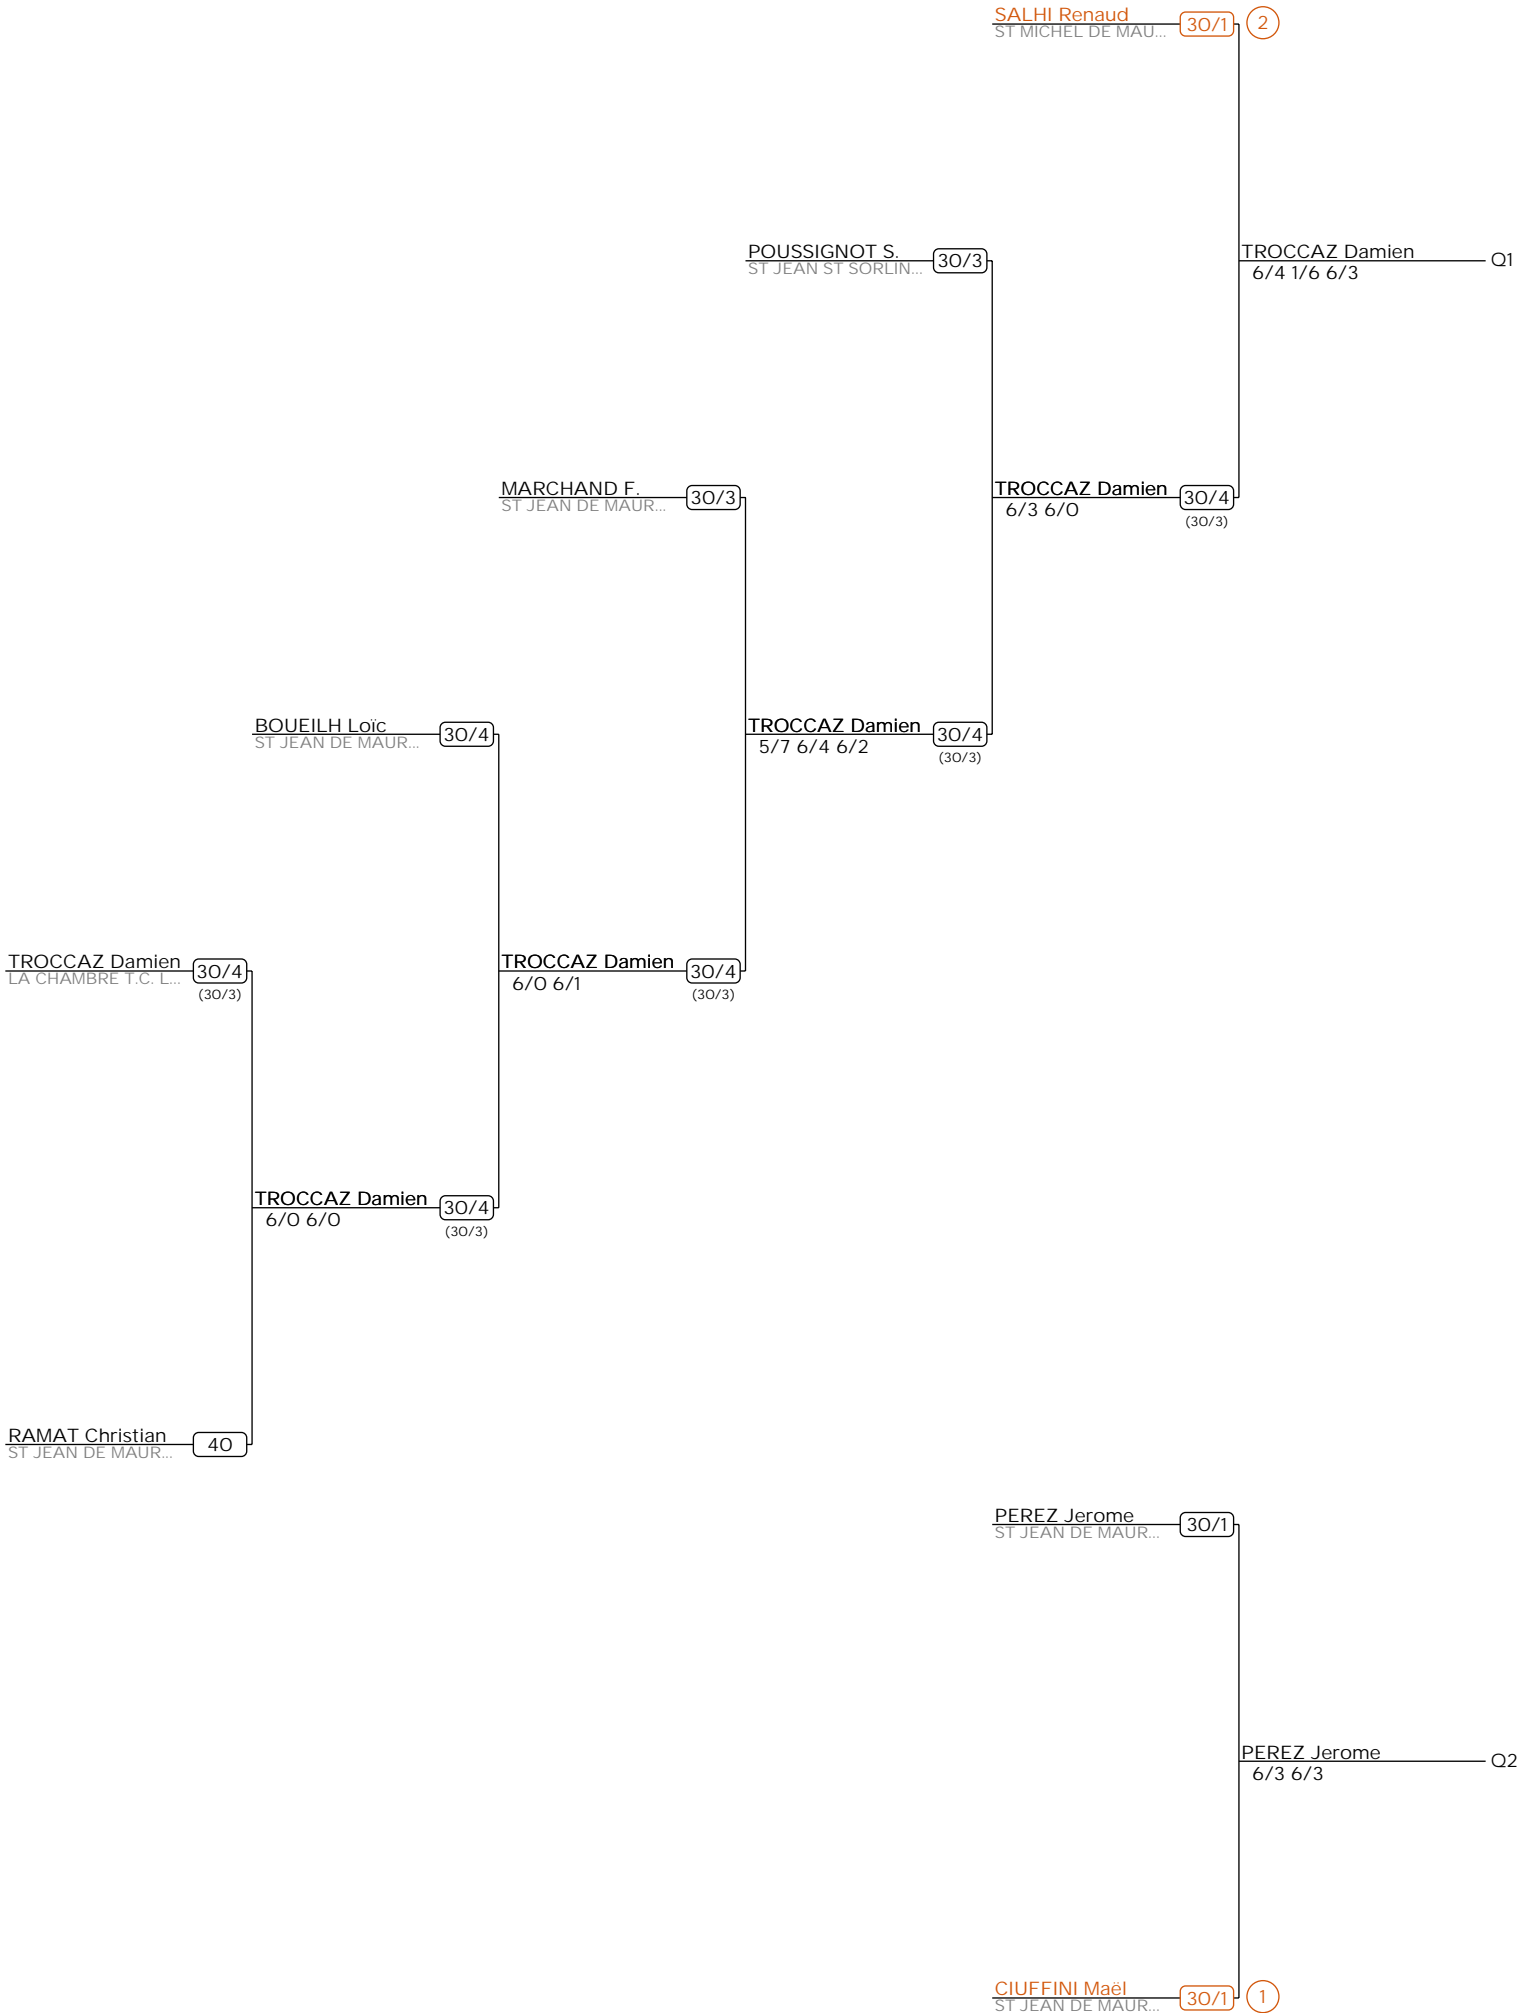 SALHI Renaud
ST MICHEL DE MAU...
30/1
2
POUSSIGNOT S.
ST JEAN ST SORLIN...
30/3
TROCCAZ Damien
6/4 1/6 6/3
Q1
MARCHAND F.
ST JEAN DE MAUR...
30/3
TROCCAZ Damien
6/3 6/0
30/4
(30/3)
BOUEILH Loïc
ST JEAN DE MAUR...
30/4
TROCCAZ Damien
5/7 6/4 6/2
30/4
(30/3)
TROCCAZ Damien
LA CHAMBRE T.C. L...
30/4
(30/3)
TROCCAZ Damien
6/0 6/1
30/4
(30/3)
TROCCAZ Damien
6/0 6/0
30/4
(30/3)
RAMAT Christian
ST JEAN DE MAUR...
40
PEREZ Jerome
ST JEAN DE MAUR...
30/1
PEREZ Jerome
6/3 6/3
Q2
CIUFFINI Maël
ST JEAN DE MAUR...
30/1
1